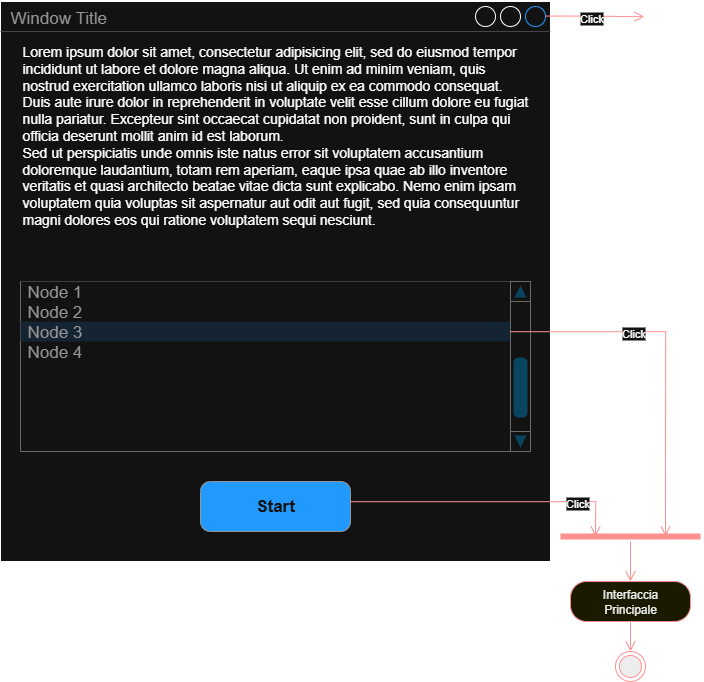 Window Title
Click
Lorem ipsum dolor sit amet, consectetur adipisicing elit, sed do eiusmod tempor
incididunt ut labore et dolore magna aliqua. Ut enim ad minim veniam, quis
nostrud exercitation ullamco laboris nisi ut aliquip ex ea commodo consequat.
Duis aute irure dolor in reprehenderit in voluptate velit esse cillum dolore eu fugiat
nulla pariatur. Excepteur sint occaecat cupidatat non proident, sunt in culpa qui
officia deserunt mollit anim id est laborum.
Sed ut perspiciatis unde omnis iste natus error sit voluptatem accusantium
doloremque laudantium, totam rem aperiam, eaque ipsa quae ab illo inventore
veritatis et quasi architecto beatae vitae dicta sunt explicabo. Nemo enim ipsam
voluptatem quia voluptas sit aspernatur aut odit aut fugit, sed quia consequuntur
magni dolores eos qui ratione voluptatem sequi nesciunt.
Node 1
Node 2
Node 3
Click
Node 4
Start
Click
Interfaccia
Principale